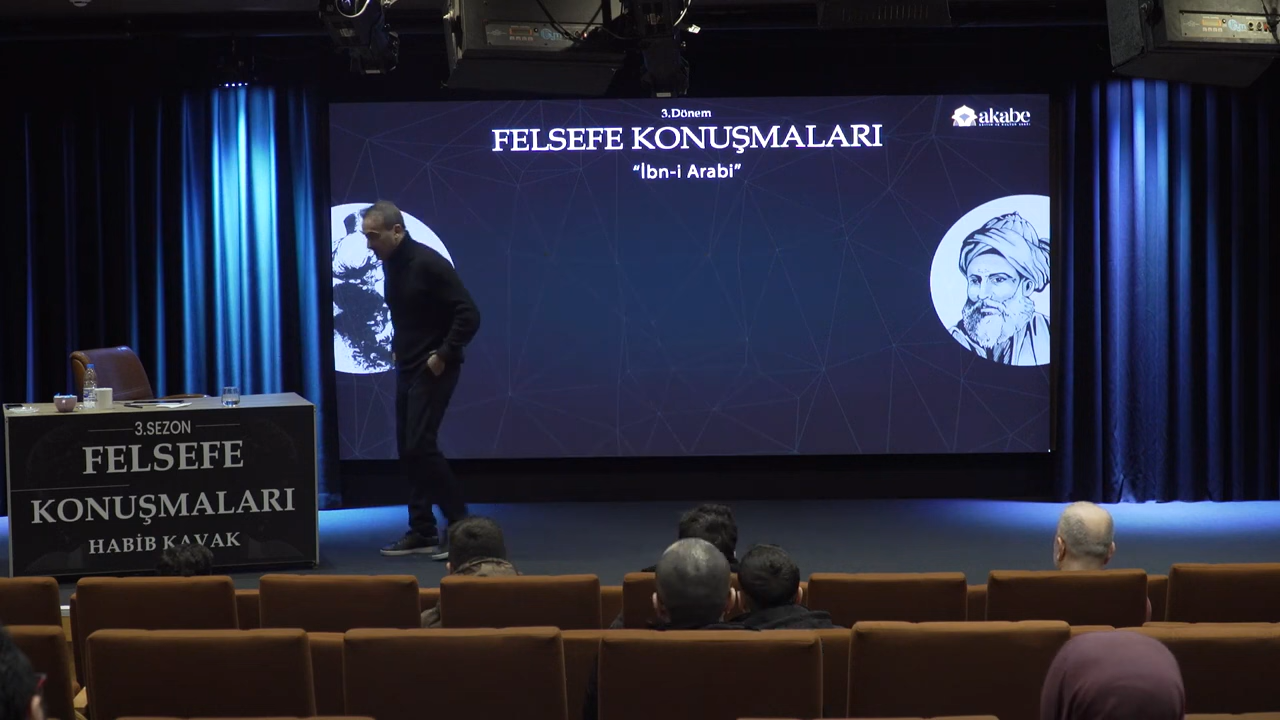 3.Dönem
FELSEFE KONUŞMALARI
“İbn-i Arabi”
akabe
3.SEZON
FELSEFE
KONUŞMALARI
HABİB KAVAK